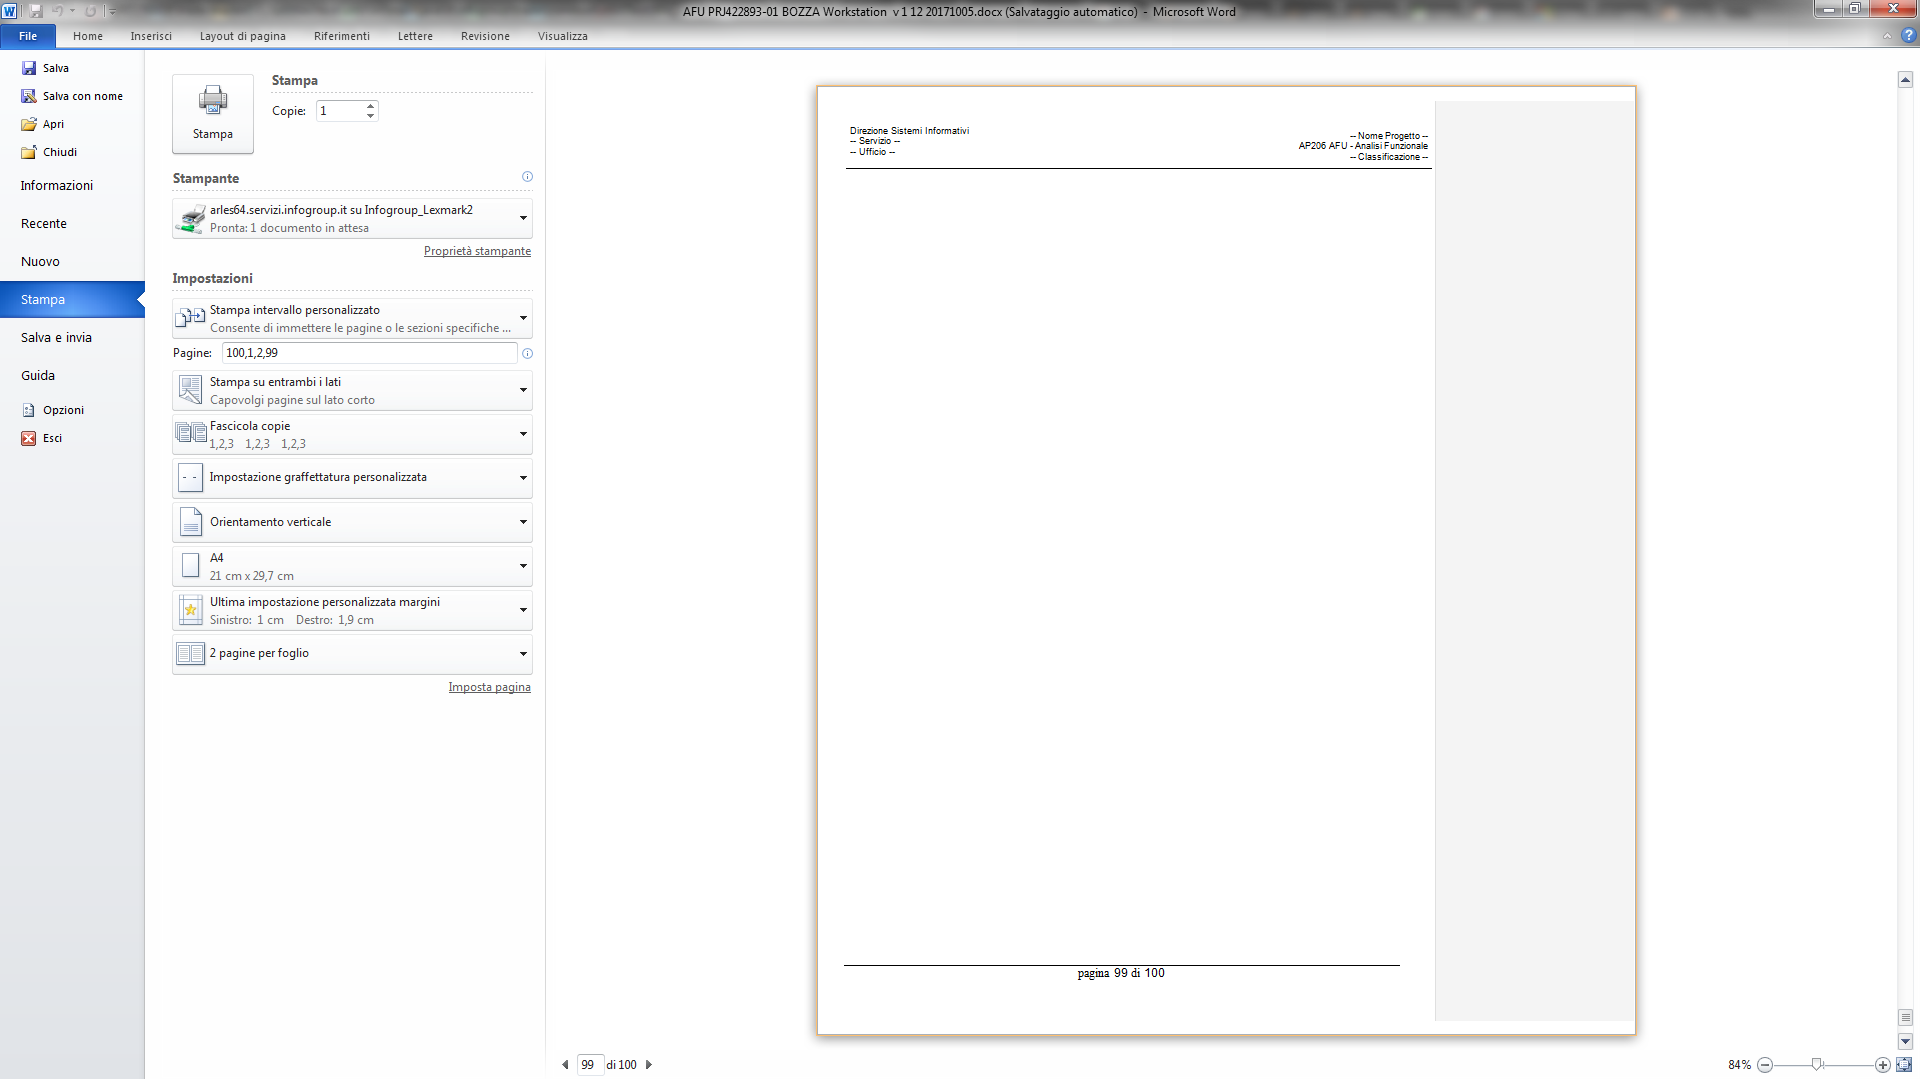 AFU PRJ422893-01 BOZZA Workstation v 1 12 20171005.docx (Salvataggio automatico) - Microsoft Word
File Home Inserisci Layout di pagina Riferimenti Lettere Revisione Visualizza
Salva
Salva con nome
Apri
Chiudi
Informazioni
Recente
Nuovo
Stampa
Salva e invia
Guida
Opzioni
Esci
Stampa
Stampa
Copie: 1
Stampante
arles64.servizi.infogroup.it su Infogroup_Lexmark2
Pronta: 1 documento in attesa
Proprietà stampante
Impostazioni
Stampa intervallo personalizzato
Consente di immettere le pagine o le sezioni specifiche ...
Pagine: 100,1,2,99
Stampa su entrambi i lati
Capovolgi pagine sul lato corto
Fascicola copie
1,2,3 1,2,3 1,2,3
Impostazione graffettatura personalizzata
Orientamento verticale
A4
21 cm x 29,7 cm
Ultima impostazione personalizzata margini
Sinistro: 1 cm Destro: 1,9 cm
2 pagine per foglio
Imposta pagina
Direzione Sistemi Informativi
-- Servizio --
-- Ufficio --
-- Nome Progetto --
AP206 AFU - Analisi Funzionale
-- Classificazione --
pagina 99 di 100
99 di 100
84%